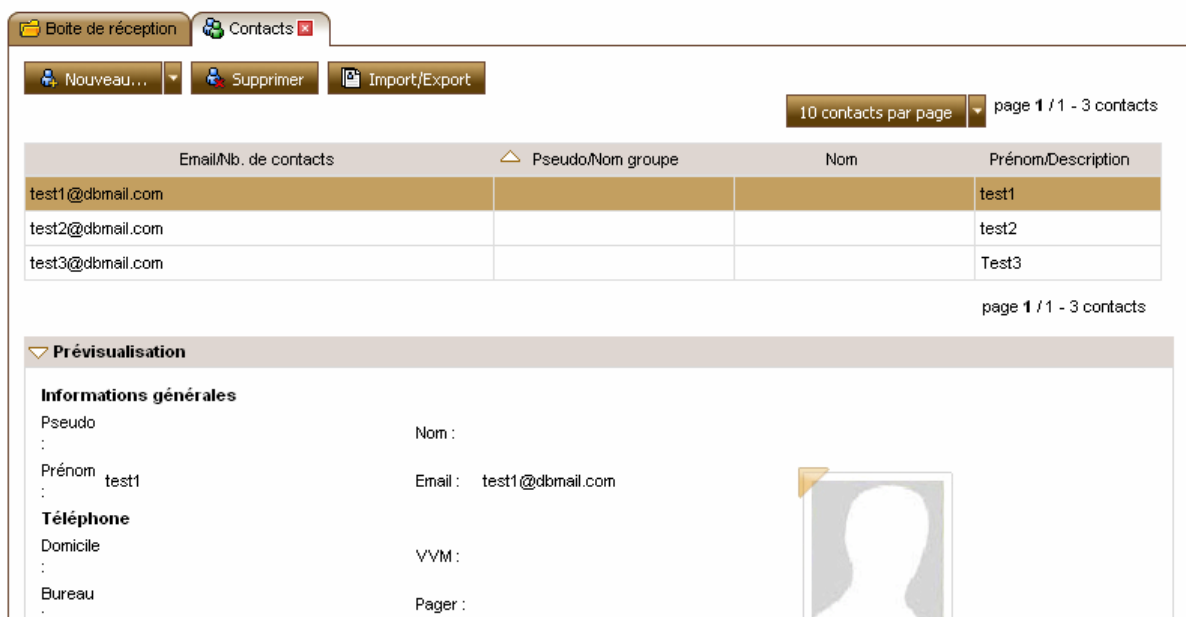 Boite de réception Contacts
Nouveau... Supprimer Import/Export
10 contacts par page page 1 / 1 - 3 contacts
Email/Nb. de contacts Pseudo/Nom groupe Nom Prénom/Description
test1@dbmail.com test1
test2@dbmail.com test2
test3@dbmail.com Test3
page 1 / 1 - 3 contacts
Prévisualisation
Informations générales
Pseudo :
Nom :
Prénom : test1
Email : test1@dbmail.com
Téléphone
Domicile :
VVM :
Bureau :
Pager :